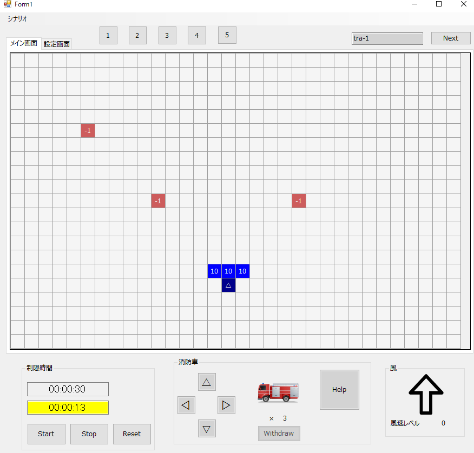 Form1
シナリオ
1 2 3 4 5
tra-1
Next
メイン画面 設定画面
-1
-1 -1
10 10 10
△
制限時間
00:00:30
00:00:13
Start Stop Reset
消防車
△
◁ ▷
▽
× 3
Withdraw
Help
風
風速レベル 0